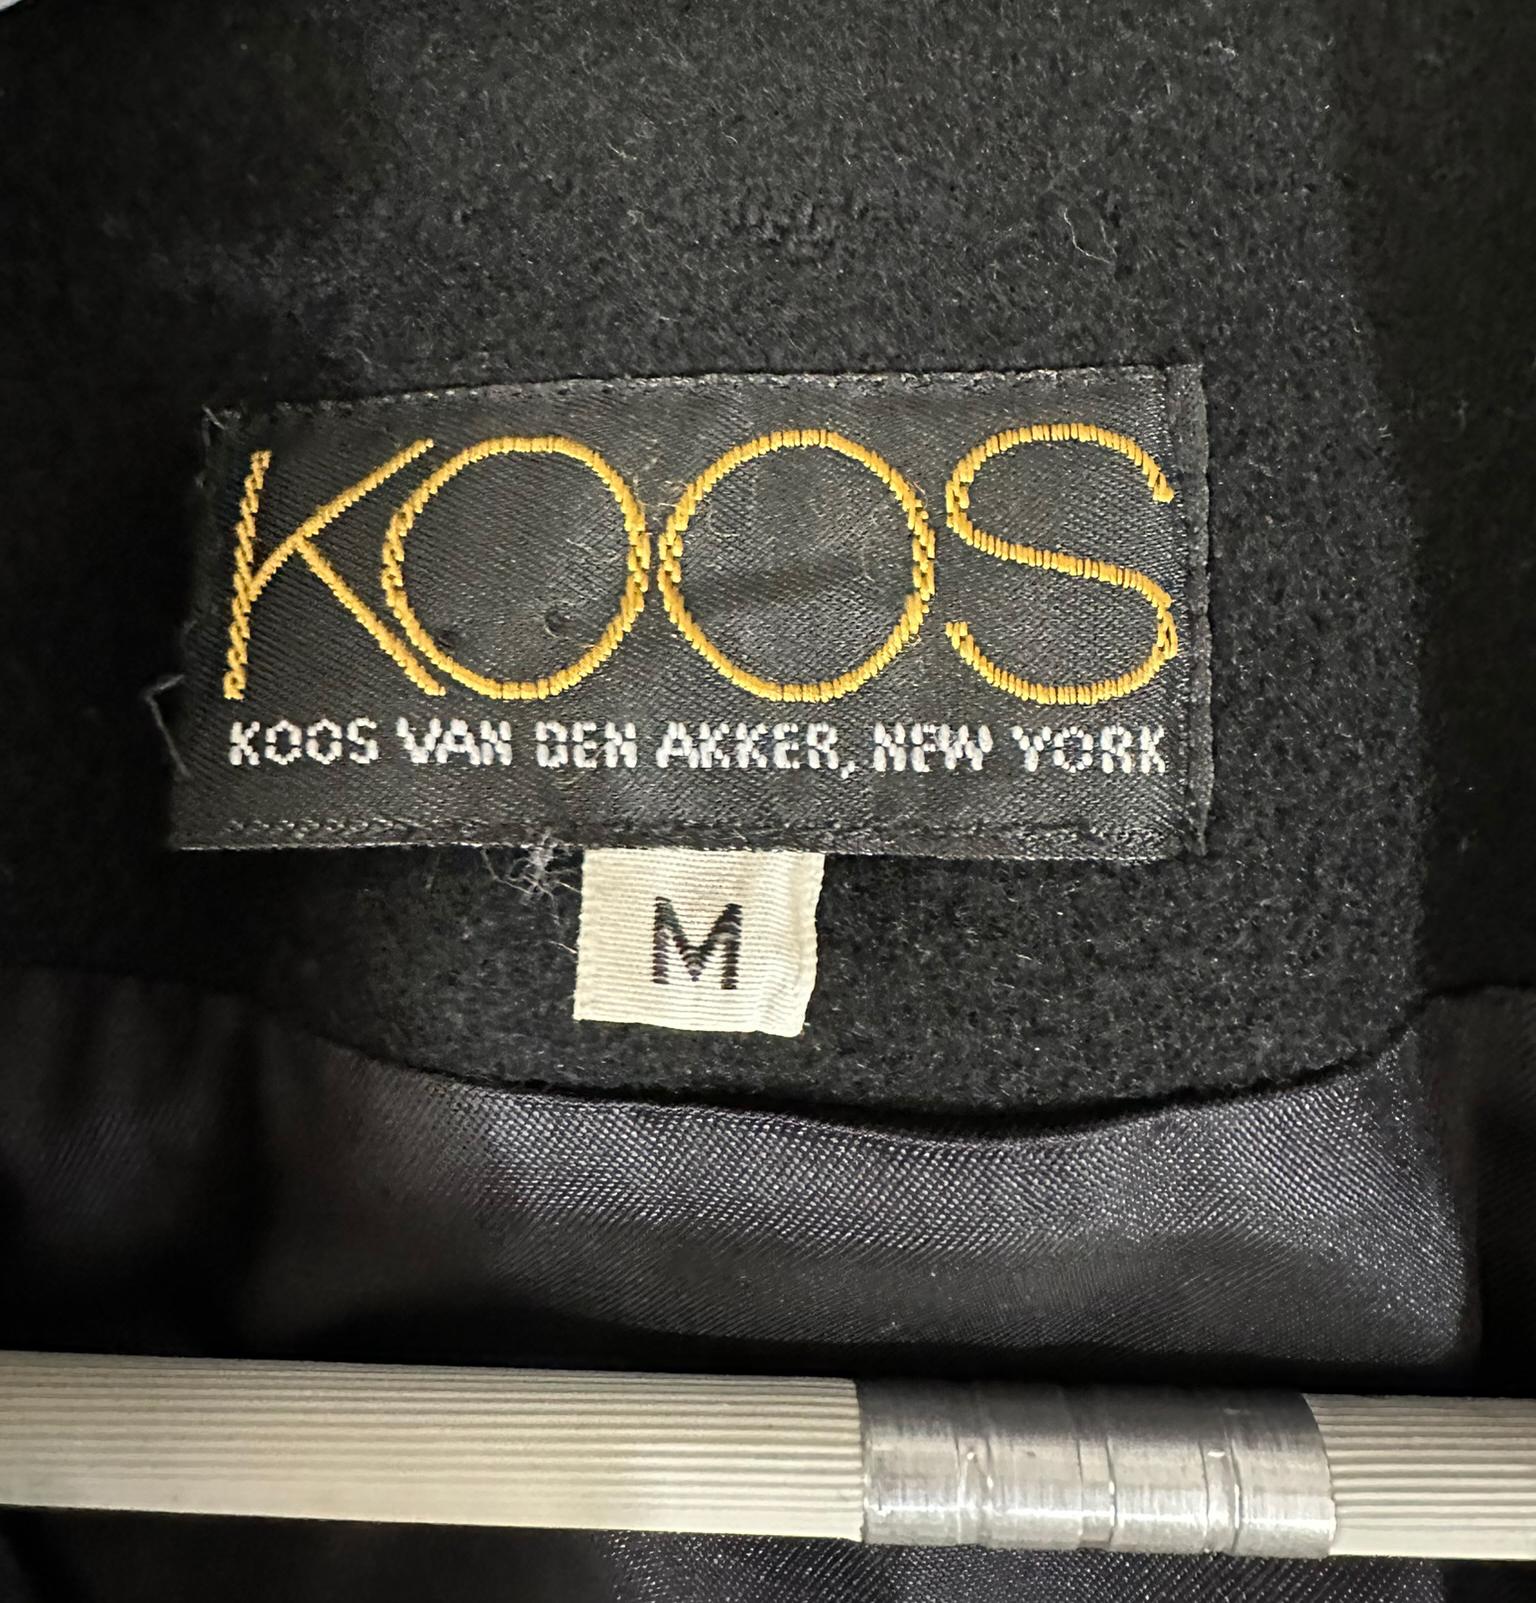 KOOS
KOOS VAN DEN AKKER, NEW YORK
M